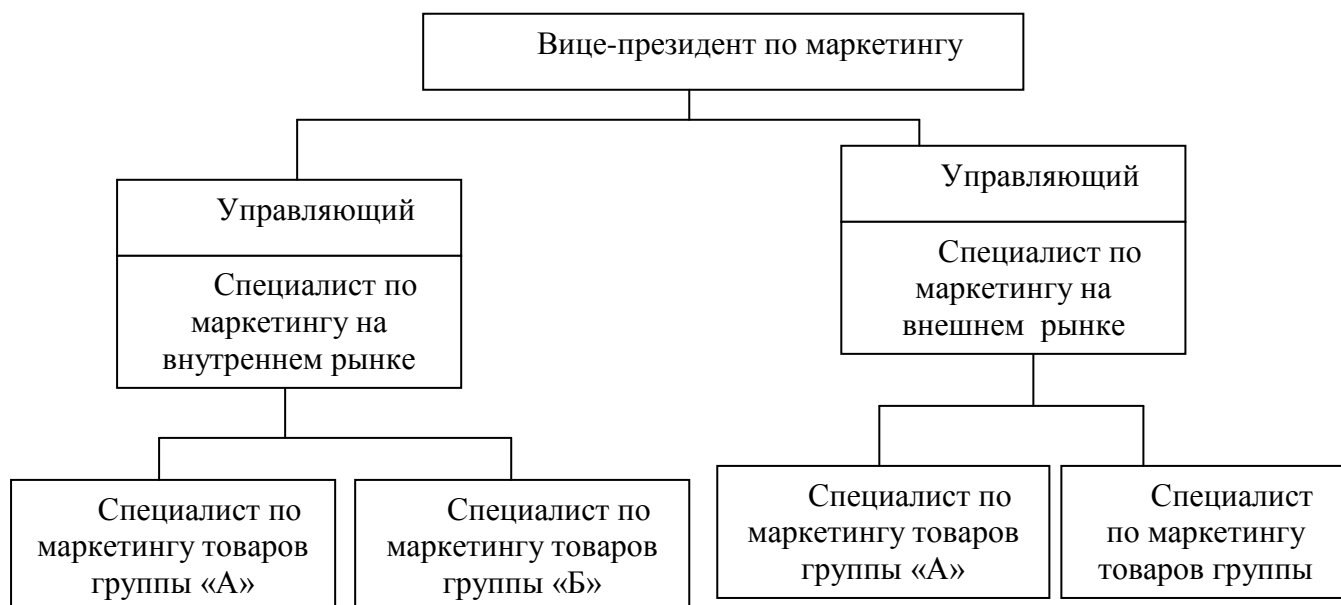 Вице-президент по маркетингу
Управляющий
Специалист по
маркетингу на
внутреннем рынке
Управляющий
Специалист по
маркетингу на
внешнем рынке
Специалист по
маркетингу товаров
группы «А»
Специалист по
маркетингу товаров
группы «Б»
Специалист по
маркетингу товаров
группы «А»
Специалист
по маркетингу
товаров группы